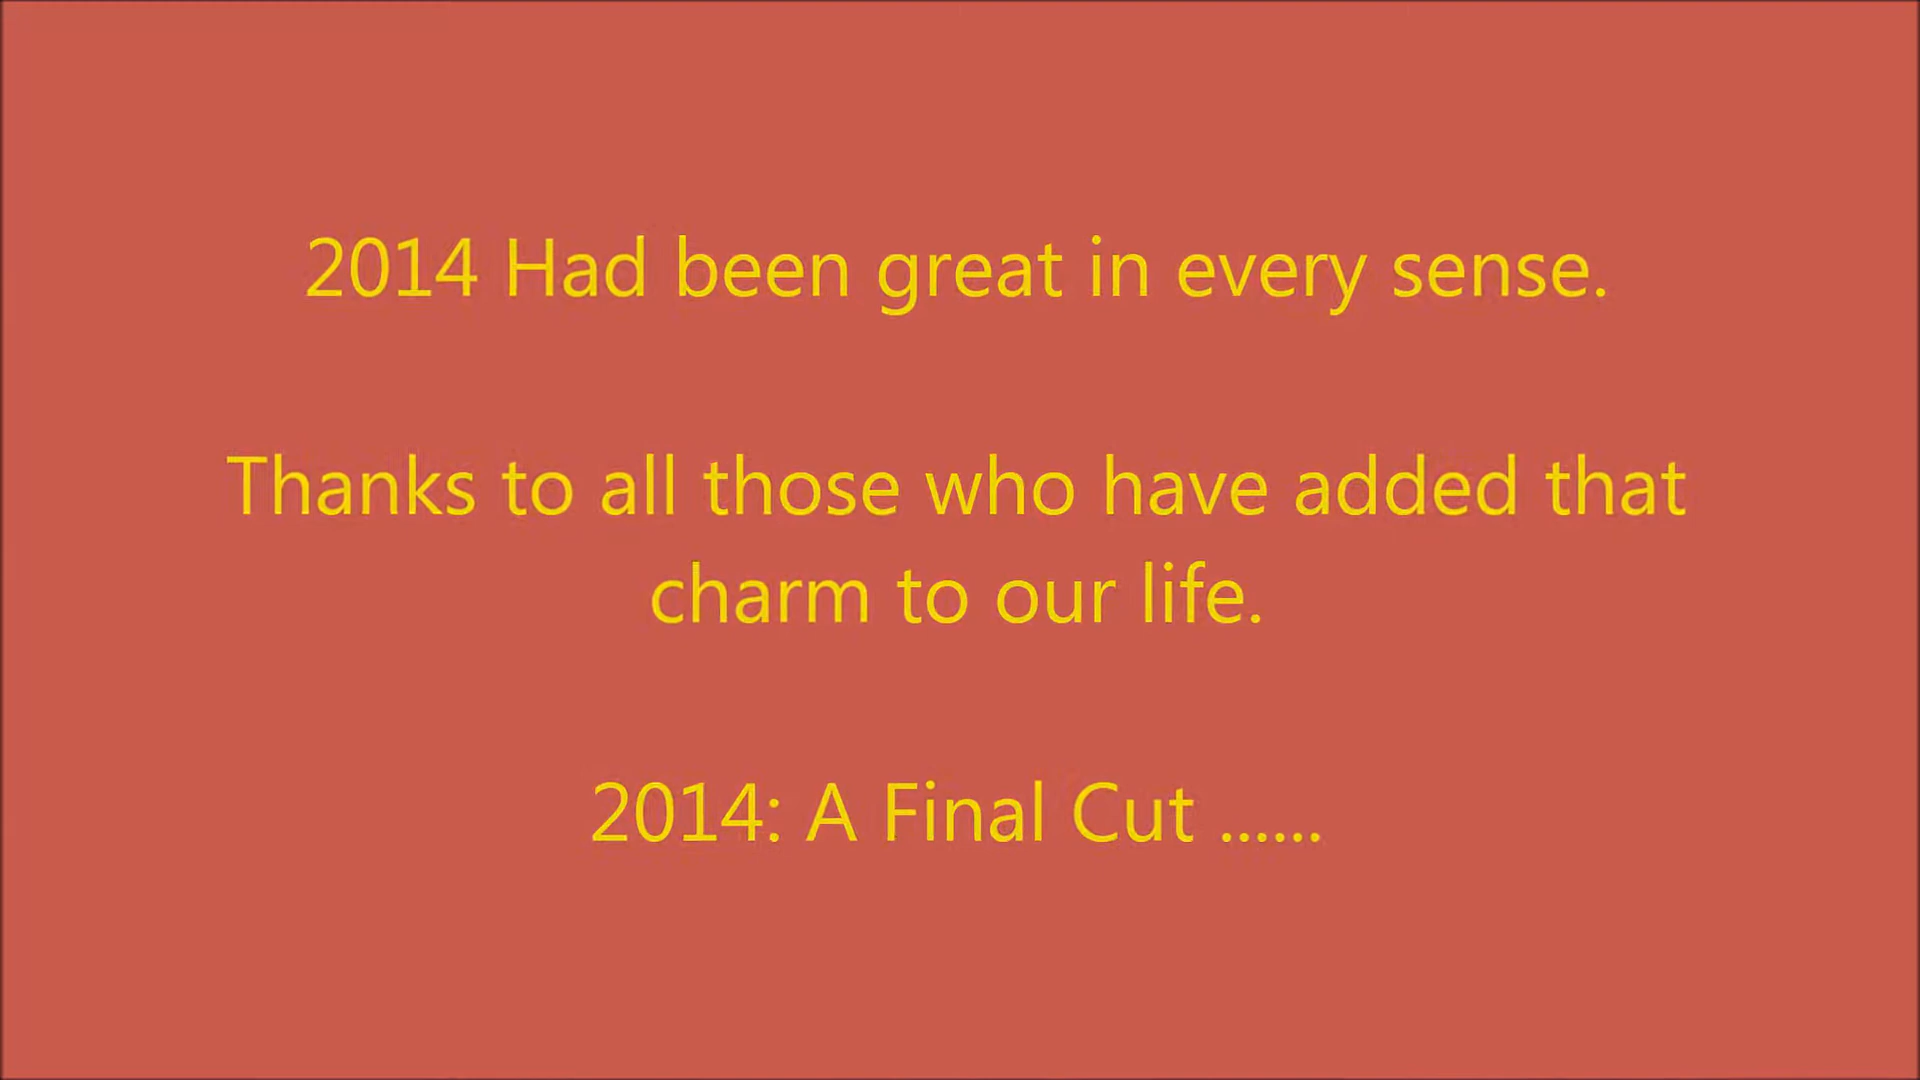 2014 Had been great in every sense.
Thanks to all those who have added that
charm to our life.
2014: A Final Cut ......